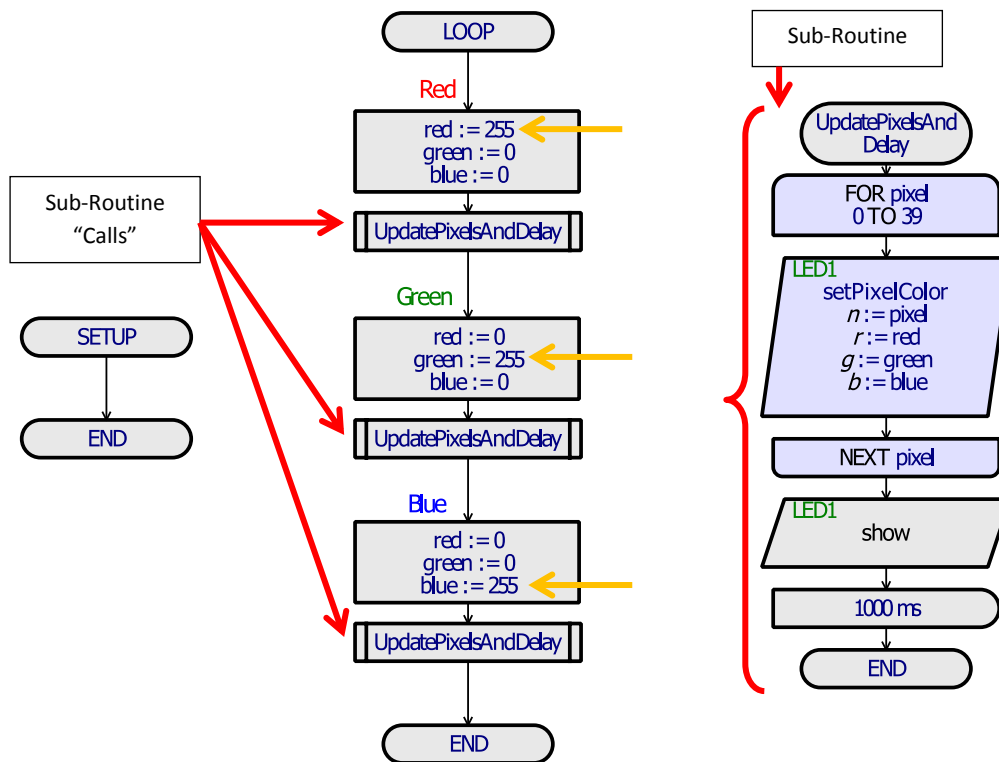 Sub-Routine
"Calls"
SETUP
END
LOOP
Red
red := 255
green := 0
blue := 0
UpdatePixelsAndDelay
Green
red := 0
green := 255
blue := 0
UpdatePixelsAndDelay
Blue
red := 0
green := 0
blue := 255
UpdatePixelsAndDelay
END
Sub-Routine
UpdatePixelsAnd
Delay
FOR pixel
0 TO 39
LED1
setPixelColor
n := pixel
r := red
g := green
b := blue
NEXT pixel
LED1
show
1000 ms
END